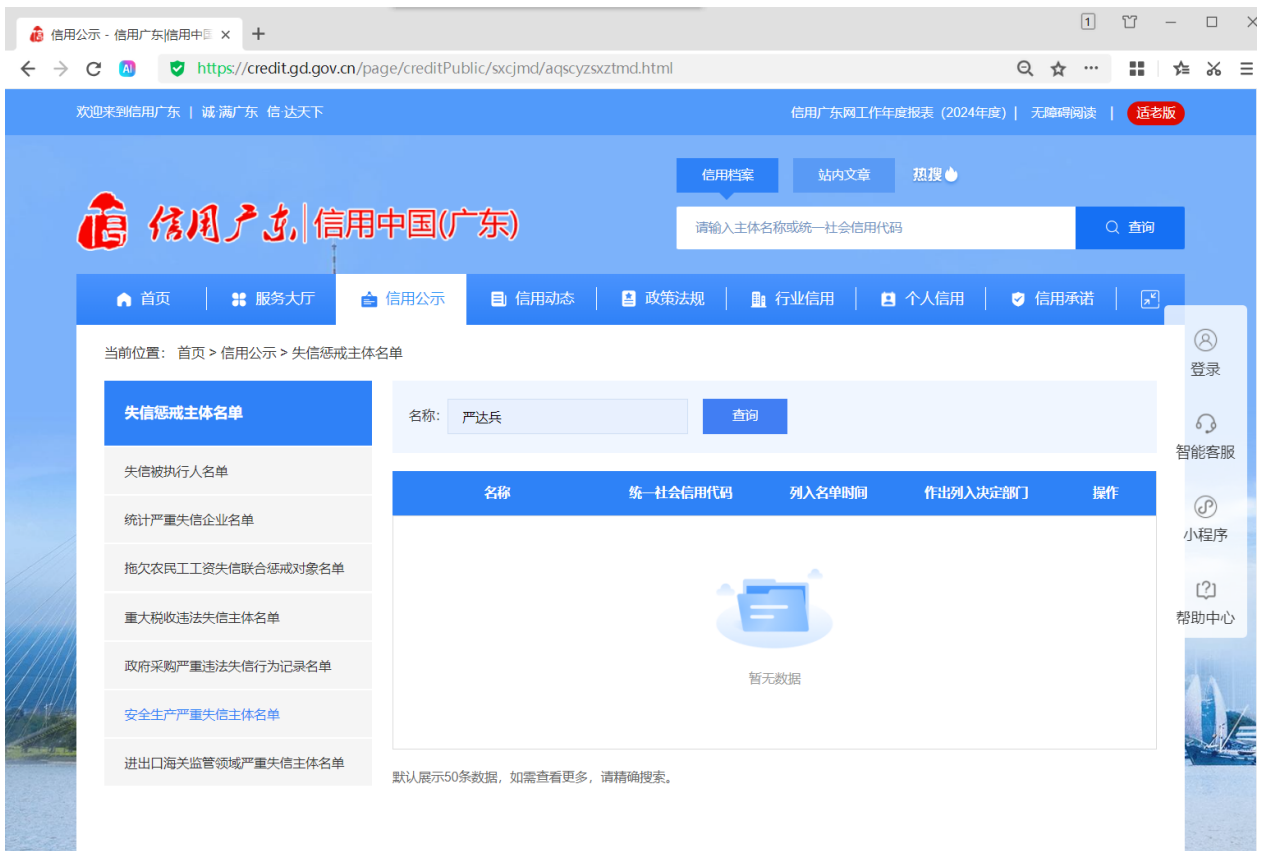 信用公示 - 信用广东|信用中国
1
AI
https://credit.gd.gov.cn/page/creditPublic/sxcjmd/aqscyzsxztmd.html
欢迎来到信用广东 | 诚·满广东 信·达天下
信用广东网工作年度报表（2024年度） | 无障碍阅读 | 适老版
信用档案 站内文章 热搜
信用广东|信用中国(广东)
请输入主体名称或统一社会信用代码 查询
首页 服务大厅 信用公示 信用动态 政策法规 行业信用 个人信用 信用承诺
当前位置： 首页 > 信用公示 > 失信惩戒主体名单
登录
智能客服
小程序
帮助中心
失信惩戒主体名单
失信被执行人名单
统计严重失信企业名单
拖欠农民工工资失信联合惩戒对象名单
重大税收违法失信主体名单
政府采购严重违法失信行为记录名单
安全生产严重失信主体名单
进出口海关监管领域严重失信主体名单
名称: 严达兵 查询
名称 统一社会信用代码 列入名单时间 作出列入决定部门 操作
暂无数据
默认展示50条数据，如需查看更多，请精确搜索。